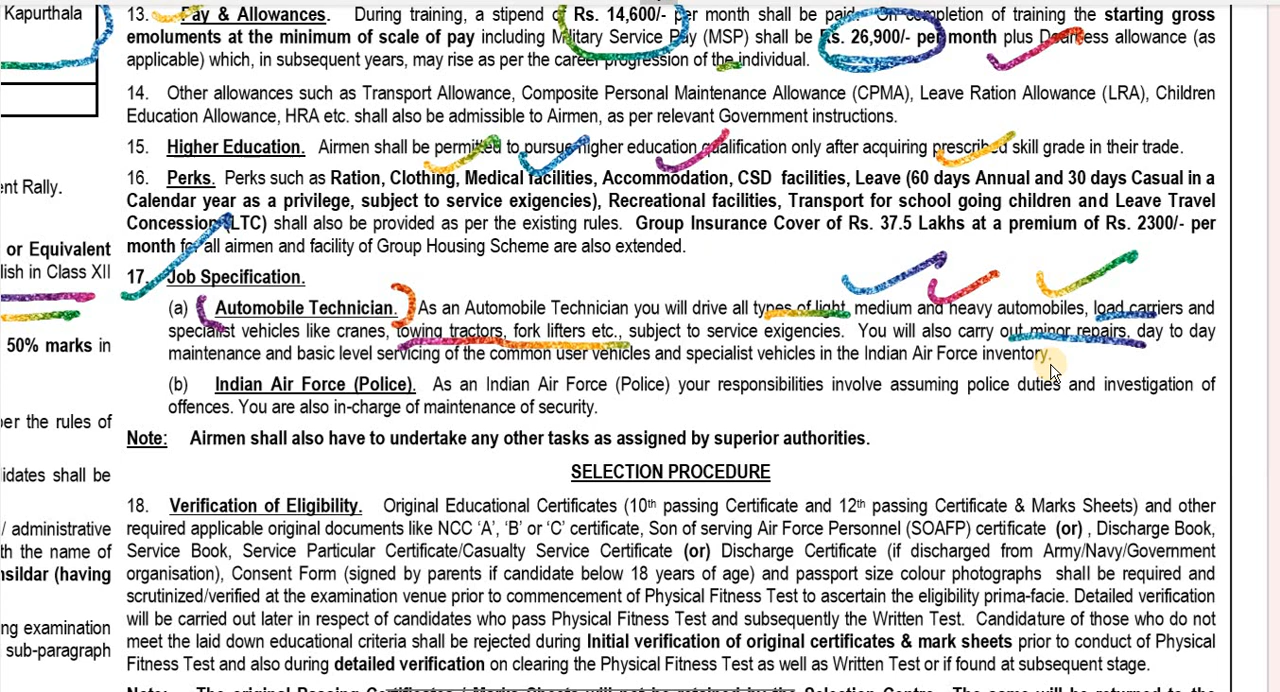 Kapurthala
ent Rally.
or Equivalent
lish in Class XII
50% marks in
per the rules of
idates shall be
/ administrative
th the name of
nsildar (having
ng examination
sub-paragraph
13. Pay & Allowances. During training, a stipend of Rs. 14,600/- per month shall be paid. On completion of training the starting gross
emoluments at the minimum of scale of pay including Military Service Pay (MSP) shall be Rs. 26,900/- per month plus Dearness allowance (as
applicable) which, in subsequent years, may rise as per the career progression of the individual.
14. Other allowances such as Transport Allowance, Composite Personal Maintenance Allowance (CPMA), Leave Ration Allowance (LRA), Children
Education Allowance, HRA etc. shall also be admissible to Airmen, as per relevant Government instructions.
15. Higher Education. Airmen shall be permitted to pursue higher education qualification only after acquiring prescribed skill grade in their trade.
16. Perks. Perks such as Ration, Clothing, Medical facilities, Accommodation, CSD facilities, Leave (60 days Annual and 30 days Casual in a
Calendar year as a privilege, subject to service exigencies), Recreational facilities, Transport for school going children and Leave Travel
Concession (LTC) shall also be provided as per the existing rules. Group Insurance Cover of Rs. 37.5 Lakhs at a premium of Rs. 2300/- per
month for all airmen and facility of Group Housing Scheme are also extended.
17. Job Specification.
(a) Automobile Technician. As an Automobile Technician you will drive all types of light, medium and heavy automobiles, load carriers and
specialist vehicles like cranes, towing tractors, fork lifters etc., subject to service exigencies. You will also carry out minor repairs, day to day
maintenance and basic level servicing of the common user vehicles and specialist vehicles in the Indian Air Force inventory.
(b) Indian Air Force (Police). As an Indian Air Force (Police) your responsibilities involve assuming police duties and investigation of
offences. You are also in-charge of maintenance of security.
Note: Airmen shall also have to undertake any other tasks as assigned by superior authorities.
SELECTION PROCEDURE
18. Verification of Eligibility. Original Educational Certificates (10th passing Certificate and 12th passing Certificate & Marks Sheets) and other
required applicable original documents like NCC ‘A’, ‘B’ or ‘C’ certificate, Son of serving Air Force Personnel (SOAFP) certificate (or) , Discharge Book,
Service Book, Service Particular Certificate/Casualty Service Certificate (or) Discharge Certificate (if discharged from Army/Navy/Government
organisation), Consent Form (signed by parents if candidate below 18 years of age) and passport size colour photographs shall be required and
scrutinized/verified at the examination venue prior to commencement of Physical Fitness Test to ascertain the eligibility prima-facie. Detailed verification
will be carried out later in respect of candidates who pass Physical Fitness Test and subsequently the Written Test. Candidature of those who do not
meet the laid down educational criteria shall be rejected during Initial verification of original certificates & mark sheets prior to conduct of Physical
Fitness Test and also during detailed verification on clearing the Physical Fitness Test as well as Written Test or if found at subsequent stage.